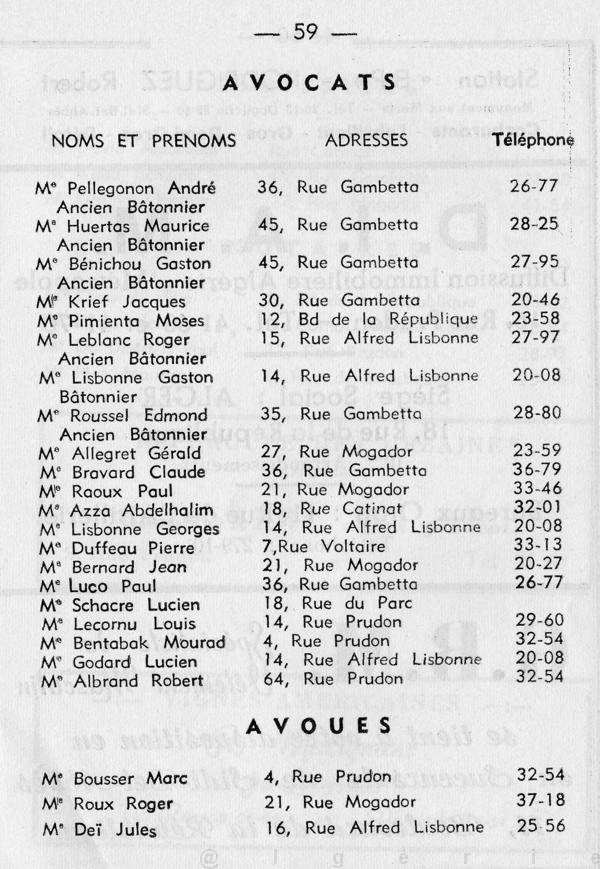 — 59 —
AVOCATS
NOMS ET PRENOMS ADRESSES Téléphone
Me Pellegonon André 36, Rue Gambetta 26-77
Ancien Bâtonnier
Me Huertas Maurice 45, Rue Gambetta 28-25
Ancien Bâtonnier
Me Bénichou Gaston 45, Rue Gambetta 27-95
Ancien Bâtonnier
Me Krief Jacques 30, Rue Gambetta 20-46
Me Pimienta Moses 12, Bd de la République 23-58
Me Leblanc Roger 15, Rue Alfred Lisbonne 27-97
Ancien Bâtonnier
Me Lisbonne Gaston 14, Rue Alfred Lisbonne 20-08
Bâtonnier
Me Roussel Edmond 35, Rue Gambetta 28-80
Ancien Bâtonnier
Me Allegret Gérald 27, Rue Mogador 23-59
Me Bravard Claude 36, Rue Gambetta 36-79
Me Raoux Paul 21, Rue Mogador 33-46
Me Azza Abdelhalim 18, Rue Catinat 32-01
Me Lisbonne Georges 14, Rue Alfred Lisbonne 20-08
Me Duffeau Pierre 7,Rue Voltaire 33-13
Me Bernard Jean 21, Rue Mogador 20-27
Me Luco Paul 36, Rue Gambetta 26-77
Me Schacre Lucien 18, Rue du Parc
Me Lecornu Louis 14, Rue Prudon 29-60
Me Bentabak Mourad 4, Rue Prudon 32-54
Me Godard Lucien 14, Rue Alfred Lisbonne 20-08
Me Albrand Robert 64, Rue Prudon 32-54
AVOUES
Me Bousser Marc 4, Rue Prudon 32-54
Me Roux Roger 21, Rue Mogador 37-18
Me Deï Jules 16, Rue Alfred Lisbonne 25.56
@lgérie